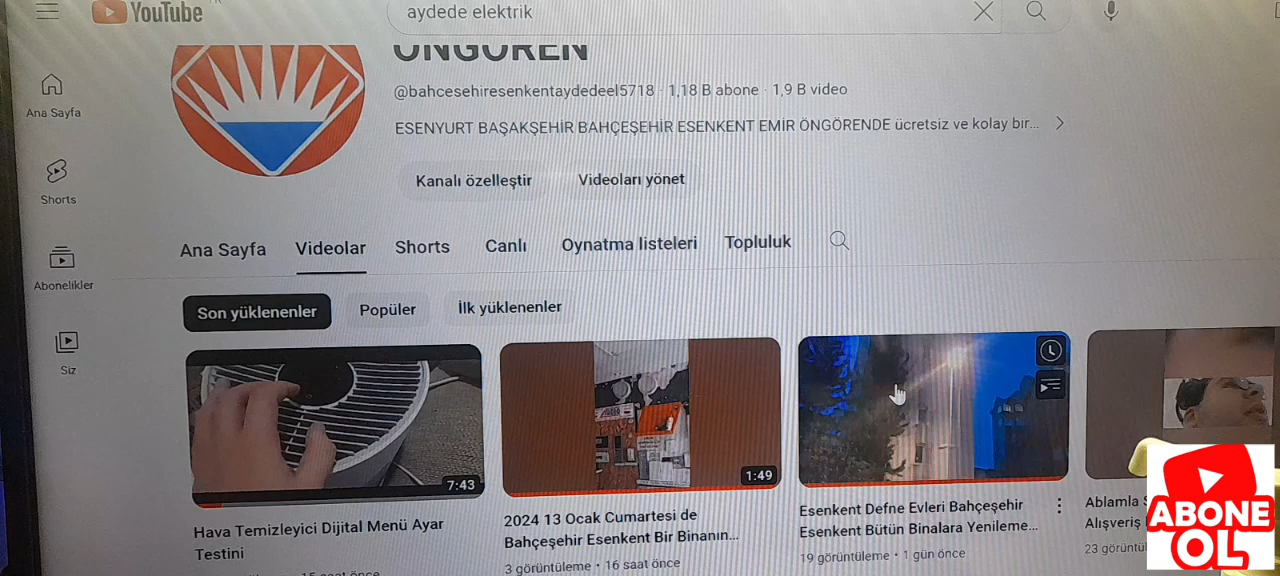 YouTube
aydede elektrik
ÖNGÖREN
@bahcesehiresenkentaydedeel5718 · 1,18 B abone · 1,9 B video
ESENYURT BAŞAKŞEHİR BAHÇEŞEHİR ESENKENT EMİR ÖNGÖRENDE ücretsiz ve kolay bir...
Kanalı özelleştir
Videoları yönet
Ana Sayfa
Shorts
Abonelikler
Siz
Ana Sayfa
Videolar
Shorts
Canlı
Oynatma listeleri
Topluluk
Son yüklenenler
Popüler
İlk yüklenenler
7:43
1:49
Hava Temizleyici Dijital Menü Ayar
Testini
15 saat önce
2024 13 Ocak Cumartesi de
Bahçeşehir Esenkent Bir Binanın...
3 görüntüleme • 16 saat önce
Esenkent Defne Evleri Bahçeşehir
Esenkent Bütün Binalara Yenileme...
19 görüntüleme • 1 gün önce
Ablamla
Alışveriş
23
ABONE
OL